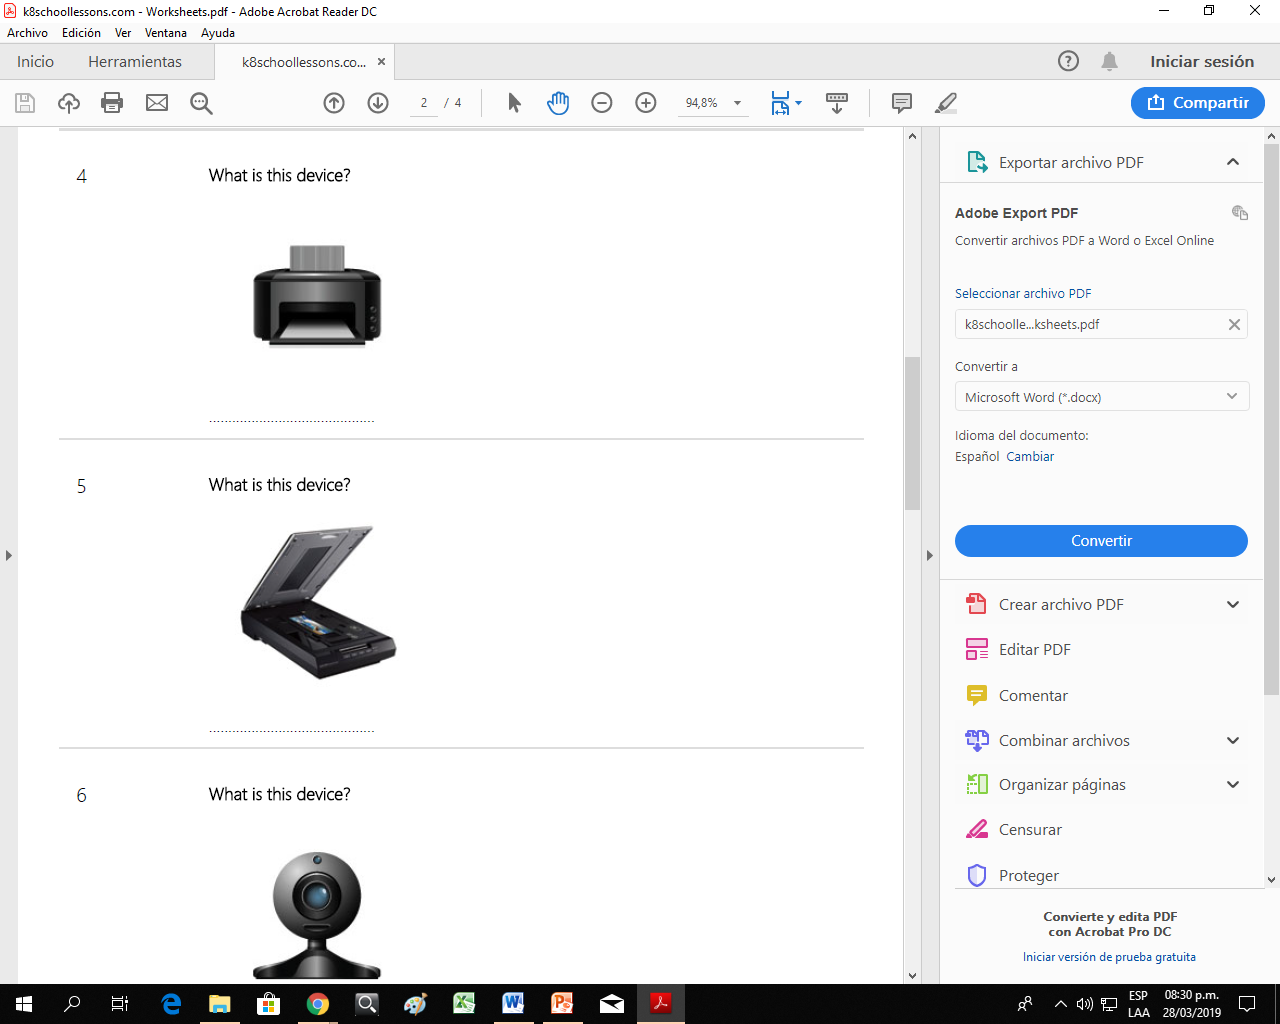 k8schoollessons.com - Worksheets.pdf - Adobe Acrobat Reader DC
Archivo Edición Ver Ventana Ayuda
Inicio Herramientas k8schoollessons.co... × Iniciar sesión
2 / 4 94,8% Compartir
4 What is this device?
..........................................
5 What is this device?
..........................................
6 What is this device?
Exportar archivo PDF
Adobe Export PDF
Convertir archivos PDF a Word o Excel Online
Seleccionar archivo PDF
k8schoolle...ksheets.pdf
Convertir a
Microsoft Word (*.docx)
Idioma del documento:
Español Cambiar
Convertir
Crear archivo PDF
Editar PDF
Comentar
Combinar archivos
Organizar páginas
Censurar
Proteger
Convierte y edita PDF
con Acrobat Pro DC
Iniciar versión de prueba gratuita
ESP 08:30 p.m.
LAA 28/03/2019